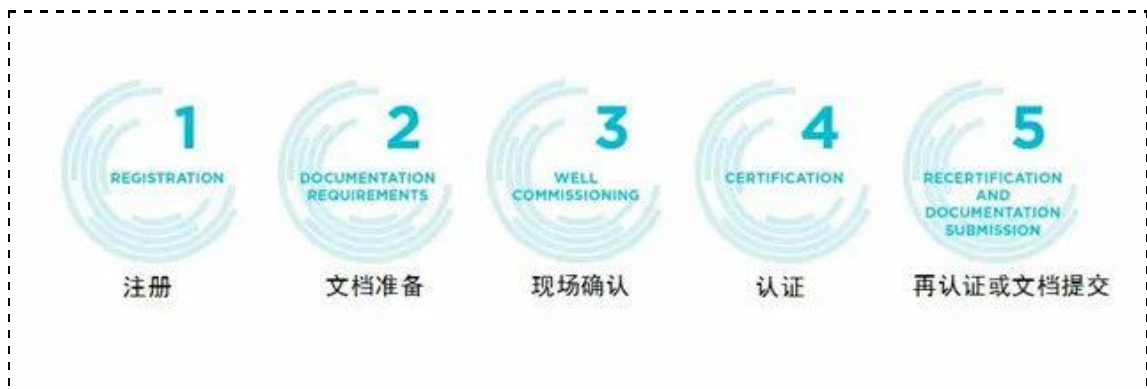 1
REGISTRATION
注册
2
DOCUMENTATION
REQUIREMENTS
文档准备
3
WELL
COMMISSIONING
现场确认
4
CERTIFICATION
认证
5
RECERTIFICATION
AND
DOCUMENTATION
SUBMISSION
再认证或文档提交